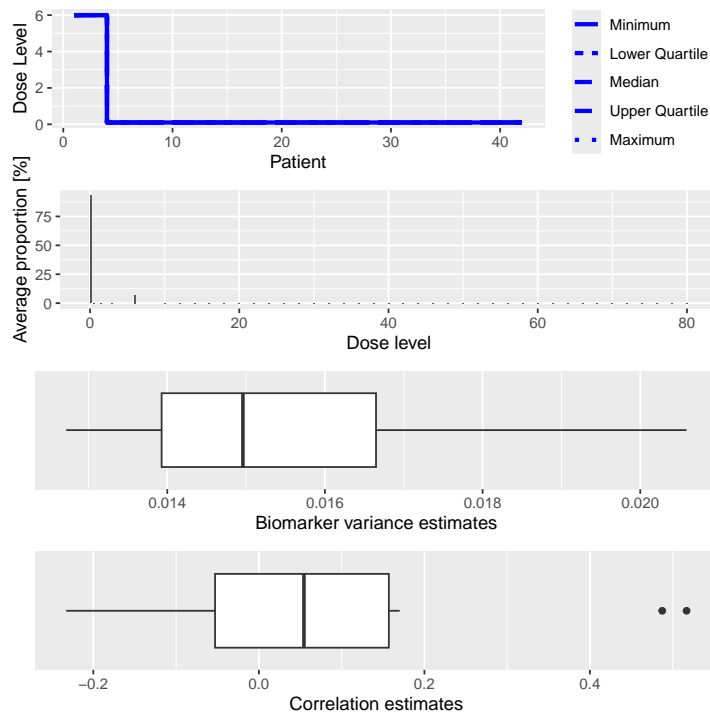 Dose Level
6
4
2
0
0 10 20 30 40
Patient
Minimum
Lower Quartile
Median
Upper Quartile
Maximum
Average proportion [%]
75
50
25
0
0 20 40 60 80
Dose level
0.014 0.016 0.018 0.020
Biomarker variance estimates
−0.2 0.0 0.2 0.4
Correlation estimates